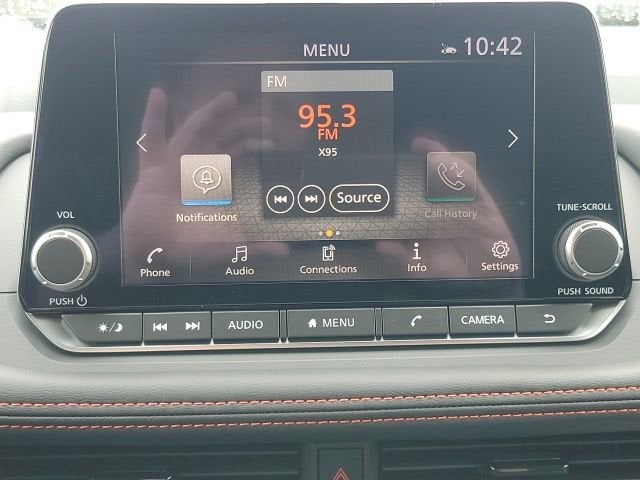 MENU
10:42
FM
95.3
FM
X95
Source
Notifications
Call History
Phone
Audio
Connections
Info
Settings
VOL
PUSH
TUNE·SCROLL
PUSH SOUND
AUDIO
MENU
CAMERA